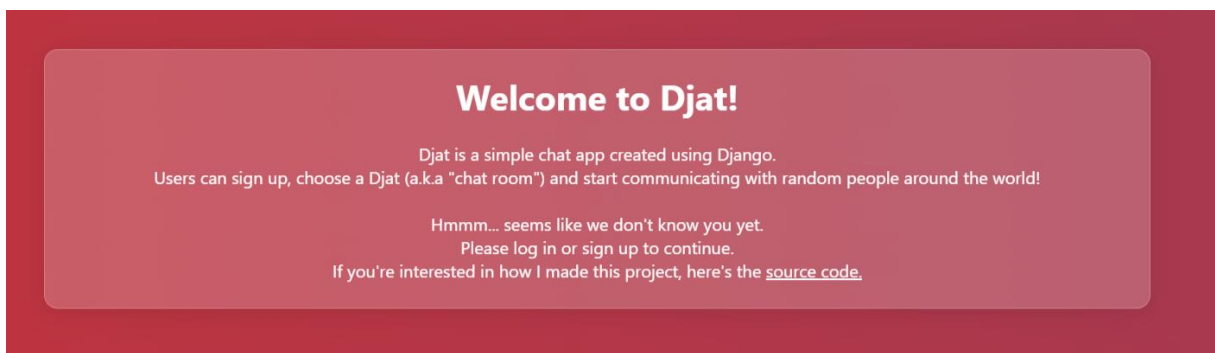 Welcome to Djat!
Djat is a simple chat app created using Django.
Users can sign up, choose a Djat (a.k.a "chat room") and start communicating with random people around the world!
Hmmm... seems like we don't know you yet.
Please log in or sign up to continue.
If you're interested in how I made this project, here's the source code.